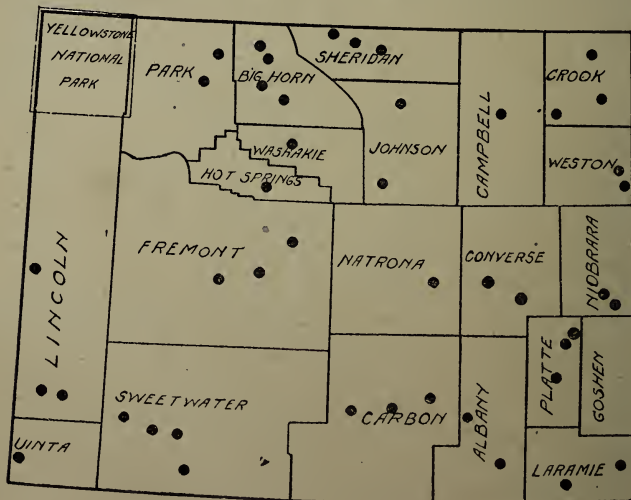 YELLOWSTONE
NATIONAL
PARK
PARK
BIG HORN
SHERIDAN
CAMPBELL
CROOK
WASHAKIE
JOHNSON
WESTON
HOT SPRINGS
FREMONT
NATRONA
CONVERSE
NIOBRARA
LINCOLN
SWEETWATER
CARBON
ALBANY
PLATTE
GOSHEN
UINTA
LARAMIE